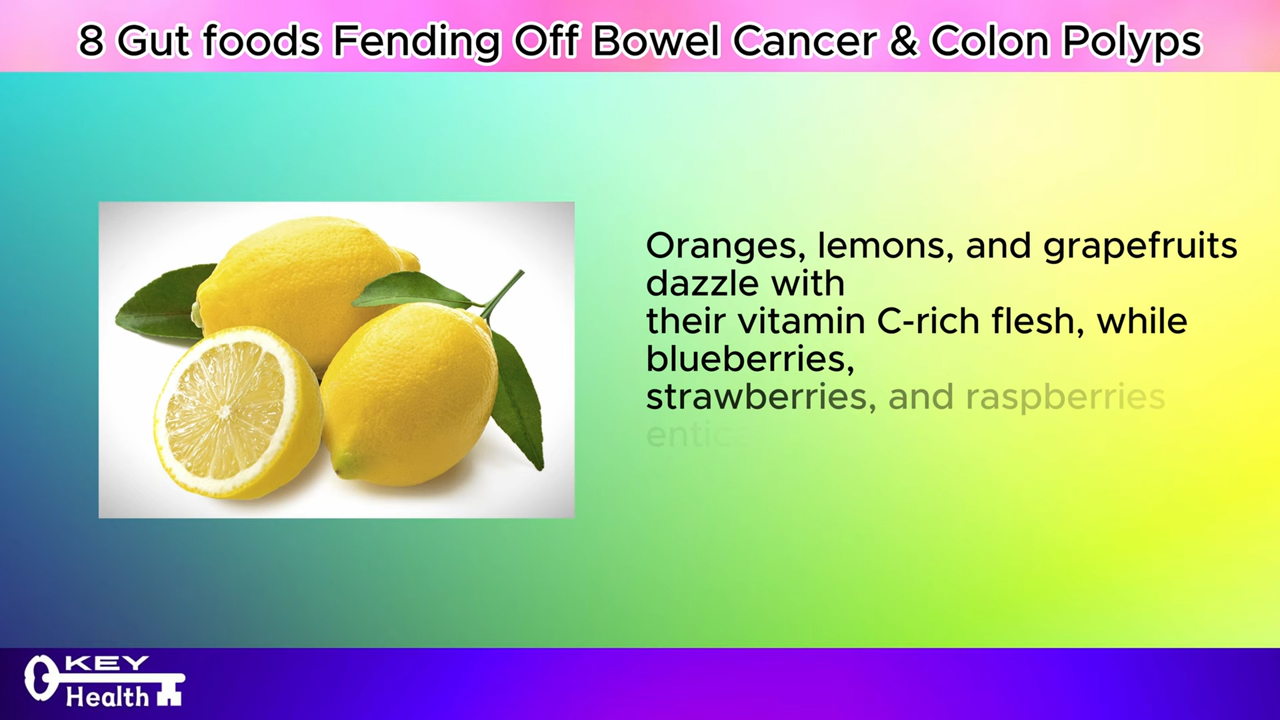 8 Gut foods Fending Off Bowel Cancer & Colon Polyps
Oranges, lemons, and grapefruits
dazzle with
their vitamin C-rich flesh, while
blueberries,
strawberries, and raspberries
KEY
Health